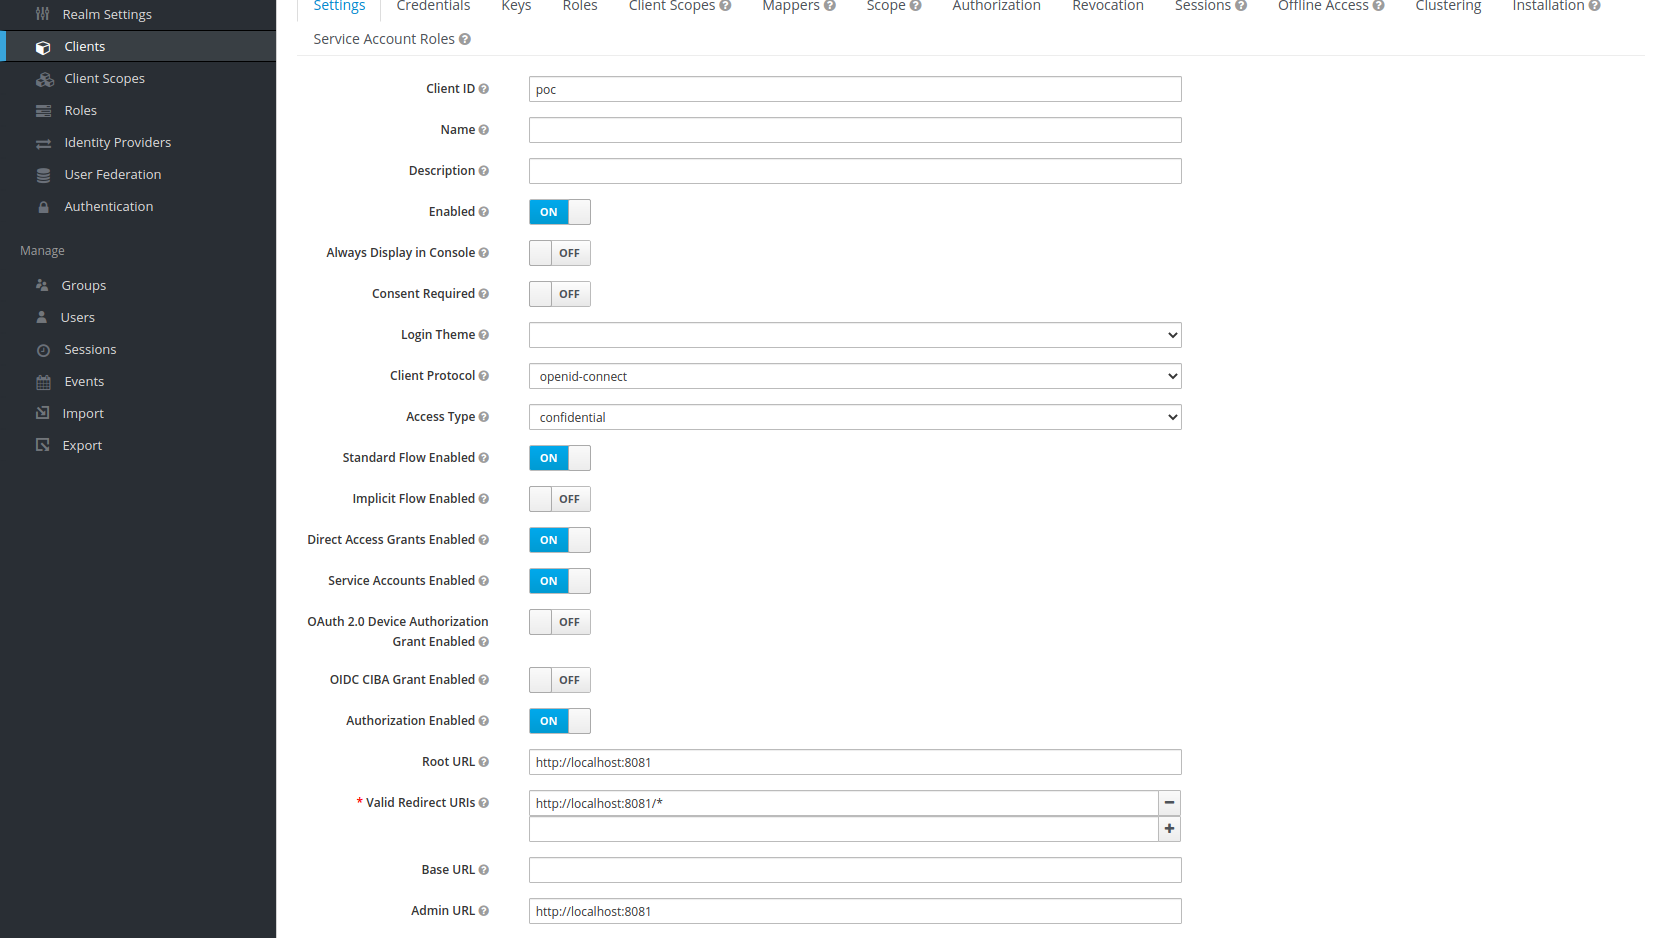 Realm Settings
Clients
Client Scopes
Roles
Identity Providers
User Federation
Authentication
Manage
Groups
Users
Sessions
Events
Import
Export
Settings Credentials Keys Roles Client Scopes Mappers Scope Authorization Revocation Sessions Offline Access Clustering Installation
Service Account Roles
Client ID poc
Name
Description
Enabled ON
Always Display in Console OFF
Consent Required OFF
Login Theme
Client Protocol openid-connect
Access Type confidential
Standard Flow Enabled ON
Implicit Flow Enabled OFF
Direct Access Grants Enabled ON
Service Accounts Enabled ON
OAuth 2.0 Device Authorization OFF
Grant Enabled
OIDC CIBA Grant Enabled OFF
Authorization Enabled ON
Root URL http://localhost:8081
* Valid Redirect URIs http://localhost:8081/*
Base URL
Admin URL http://localhost:8081